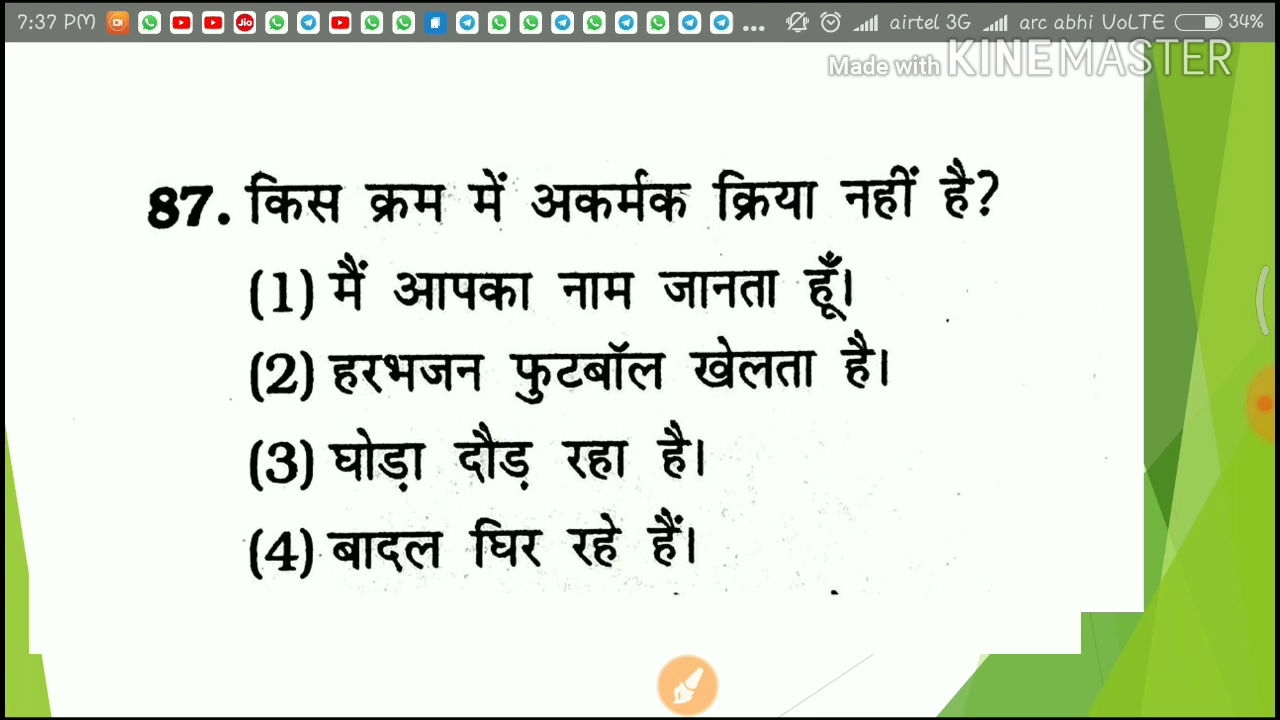 7:37 PM Jio ... airtel 3G arc abhi VoLTE 34%
Made with KINEMASTER
87. किस क्रम में अकर्मक क्रिया नहीं है?
(1) मैं आपका नाम जानता हूँ।
(2) हरभजन फुटबॉल खेलता है।
(3) घोड़ा दौड़ रहा है।
(4) बादल घिर रहे हैं।